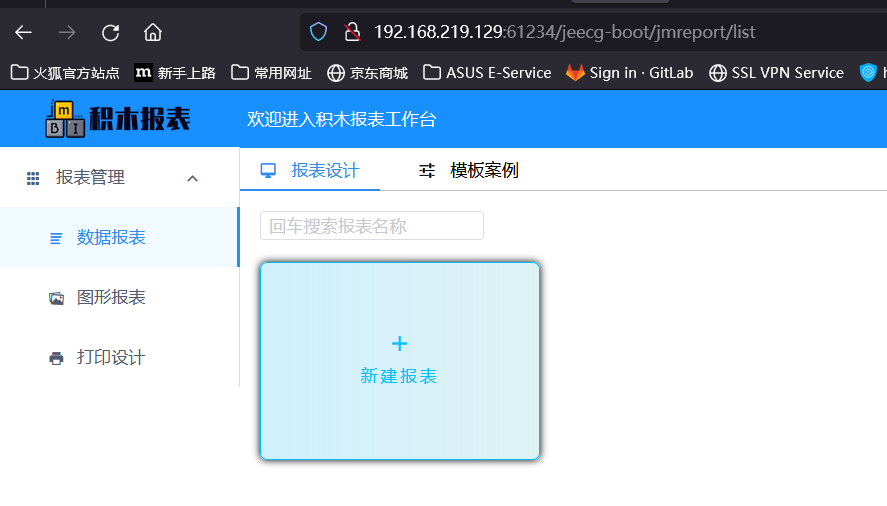 192.168.219.129:61234/jeecg-boot/jmreport/list
火狐官方站点 m 新手上路 常用网址 京东商城 ASUS E-Service Sign in · GitLab SSL VPN Service h
m BI 积木报表 欢迎进入积木报表工作台
报表管理 报表设计 模板案例
回车搜索报表名称
数据报表
图形报表
打印设计
+
新建报表